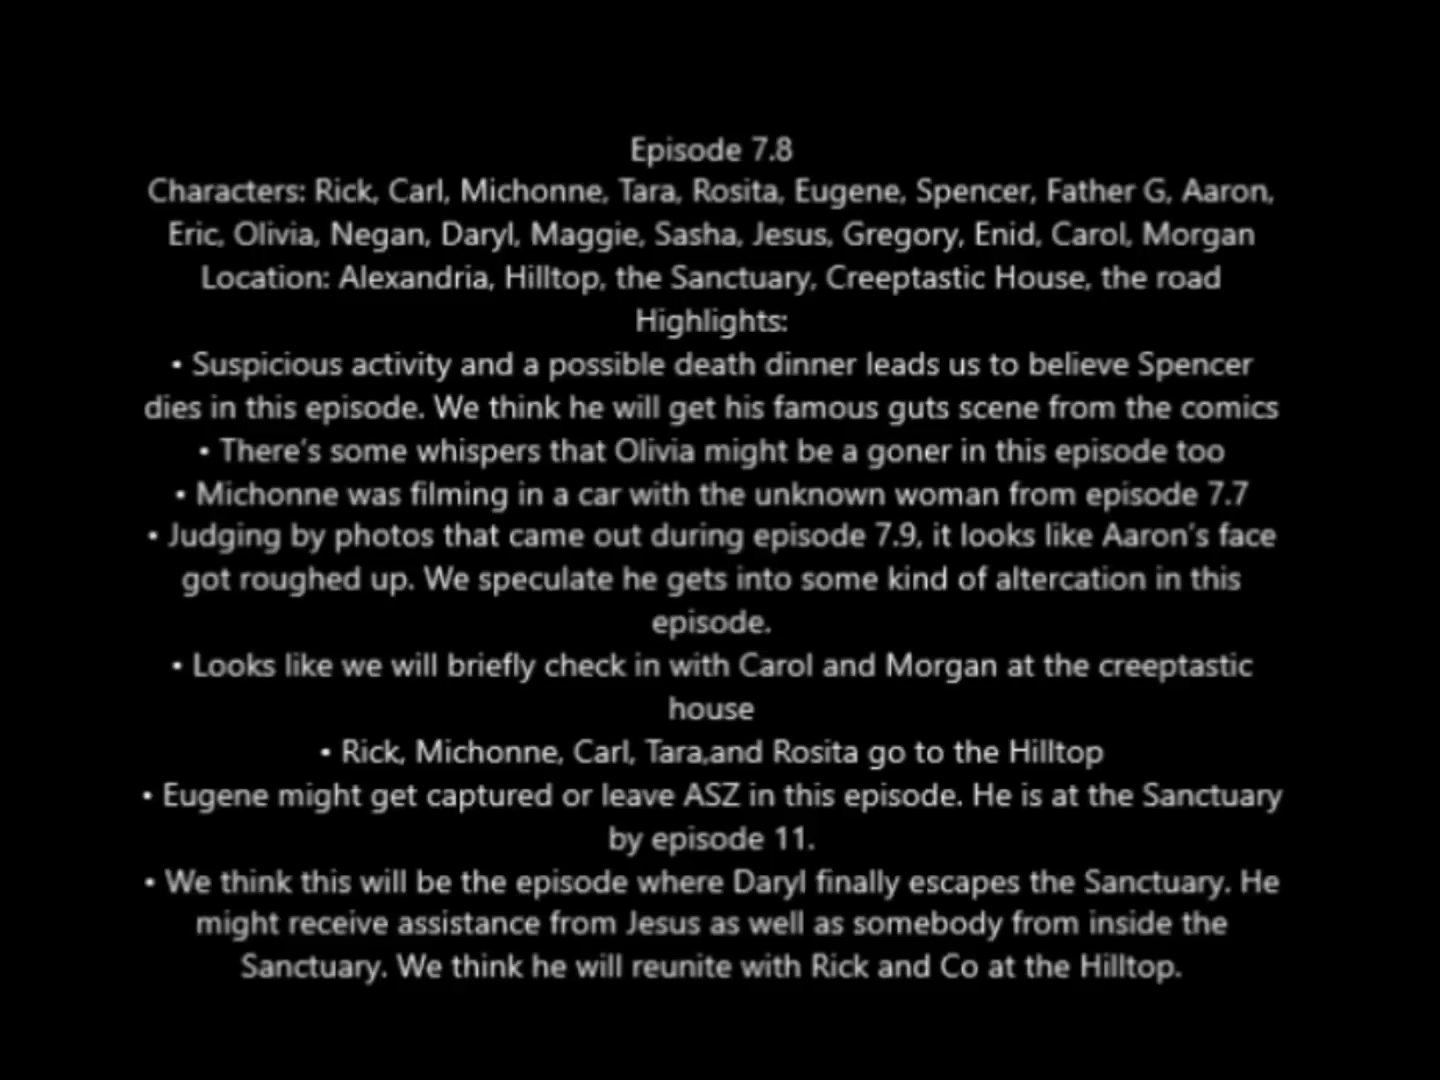 Episode 7.8
Characters: Rick, Carl, Michonne, Tara, Rosita, Eugene, Spencer, Father G, Aaron,
Eric, Olivia, Negan, Daryl, Maggie, Sasha, Jesus, Gregory, Enid, Carol, Morgan
Location: Alexandria, Hilltop, the Sanctuary, Creeptastic House, the road
Highlights:
• Suspicious activity and a possible death dinner leads us to believe Spencer
dies in this episode. We think he will get his famous guts scene from the comics
• There's some whispers that Olivia might be a goner in this episode too
• Michonne was filming in a car with the unknown woman from episode 7.7
• Judging by photos that came out during episode 7.9, it looks like Aaron's face
got roughed up. We speculate he gets into some kind of altercation in this
episode.
• Looks like we will briefly check in with Carol and Morgan at the creeptastic
house
• Rick, Michonne, Carl, Tara,and Rosita go to the Hilltop
• Eugene might get captured or leave ASZ in this episode. He is at the Sanctuary
by episode 11.
• We think this will be the episode where Daryl finally escapes the Sanctuary. He
might receive assistance from Jesus as well as somebody from inside the
Sanctuary. We think he will reunite with Rick and Co at the Hilltop.